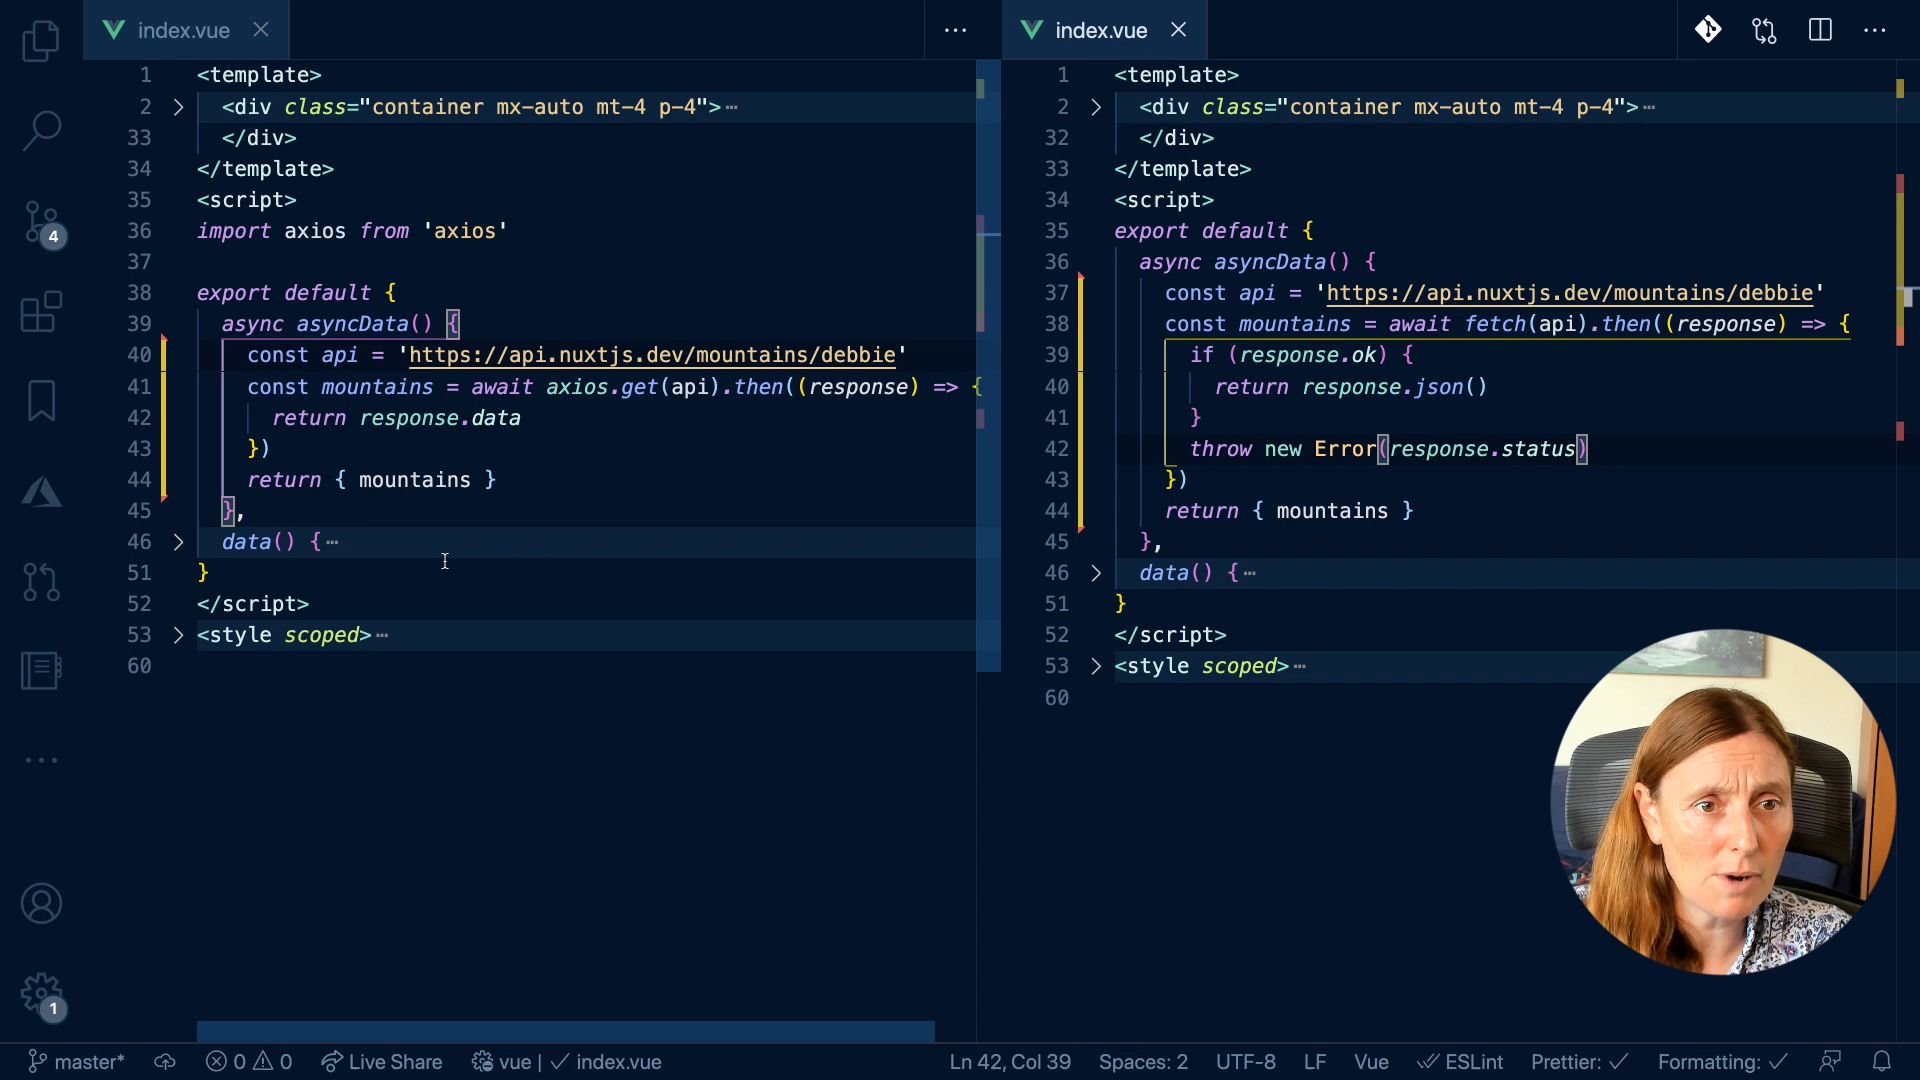 index.vue
1 <template>
2 <div class="container mx-auto mt-4 p-4">
33 </div>
34 </template>
35 <script>
36 import axios from 'axios'
37
38 export default {
39 async asyncData() {
40 const api = 'https://api.nuxtjs.dev/mountains/debbie'
41 const mountains = await axios.get(api).then((response) => {
42 return response.data
43 })
44 return { mountains }
45 },
46 data() {
51 }
52 </script>
53 <style scoped>
60
index.vue
1 <template>
2 <div class="container mx-auto mt-4 p-4">
32 </div>
33 </template>
34 <script>
35 export default {
36 async asyncData() {
37 const api = 'https://api.nuxtjs.dev/mountains/debbie'
38 const mountains = await fetch(api).then((response) => {
39 if (response.ok) {
40 return response.json()
41 }
42 throw new Error(response.status)
43 })
44 return { mountains }
45 },
46 data() {
51 }
52 </script>
53 <style scoped>
60
4
1
master* 0 0 Live Share vue | ✓ index.vue Ln 42, Col 39 Spaces: 2 UTF-8 LF Vue ESLint Prettier: ✓ Formatting: ✓